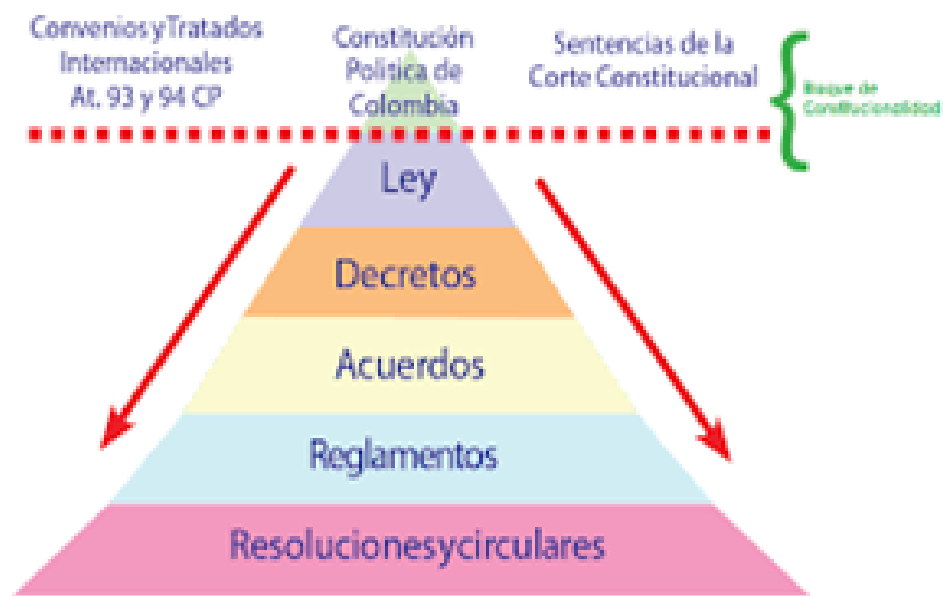 Convenios y Tratados
Internacionales
At. 93 y 94 CP
Constitución
Política de
Colombia
Sentencias de la
Corte Constitucional
Bloque de
Constitucionalidad
Ley
Decretos
Acuerdos
Reglamentos
Resolucionesycirculares